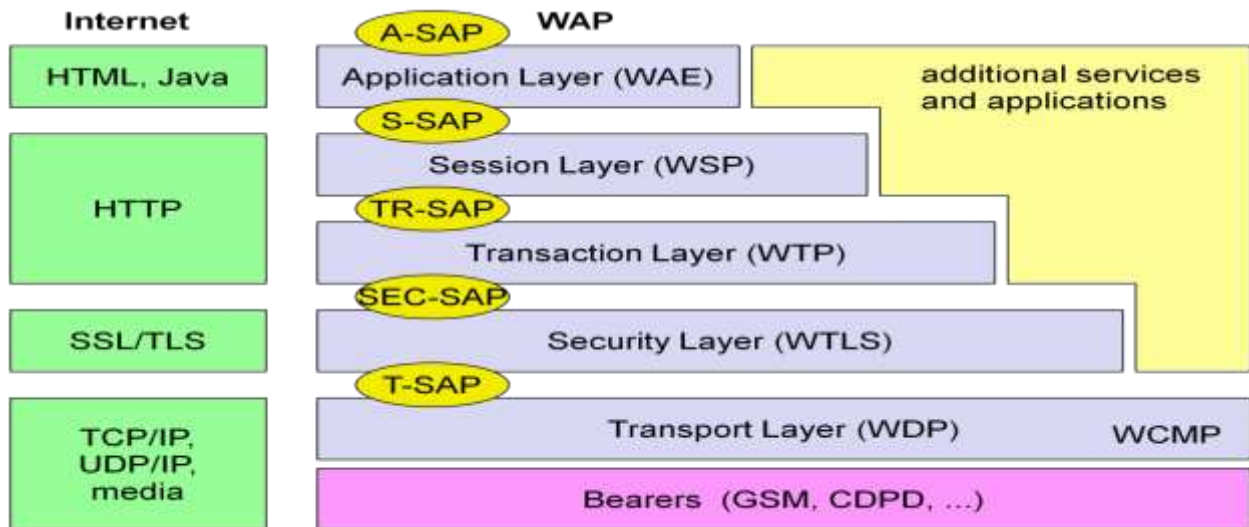 Internet
WAP
A-SAP
HTML, Java
Application Layer (WAE)
additional services
and applications
S-SAP
HTTP
Session Layer (WSP)
TR-SAP
Transaction Layer (WTP)
SEC-SAP
SSL/TLS
Security Layer (WTLS)
T-SAP
TCP/IP,
UDP/IP,
media
Transport Layer (WDP)
WCMP
Bearers (GSM, CDPD, ...)